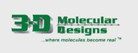 3-D Molecular
Designs
...where molecules become real™